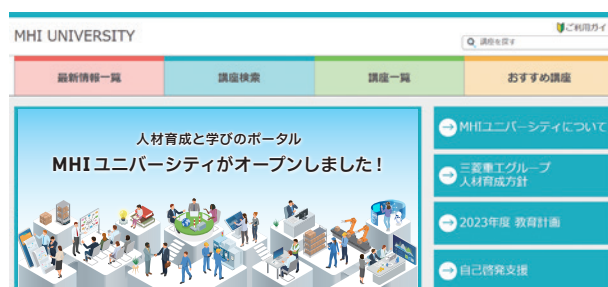 MHI UNIVERSITY
ご利用ガイ
講座を探す
最新情報一覧
講座検索
講座一覧
おすすめ講座
人材育成と学びのポータル
MHIユニバーシティがオープンしました！
MHIユニバーシティについて
三菱重工グループ
人材育成方針
2023年度 教育計画
自己啓発支援